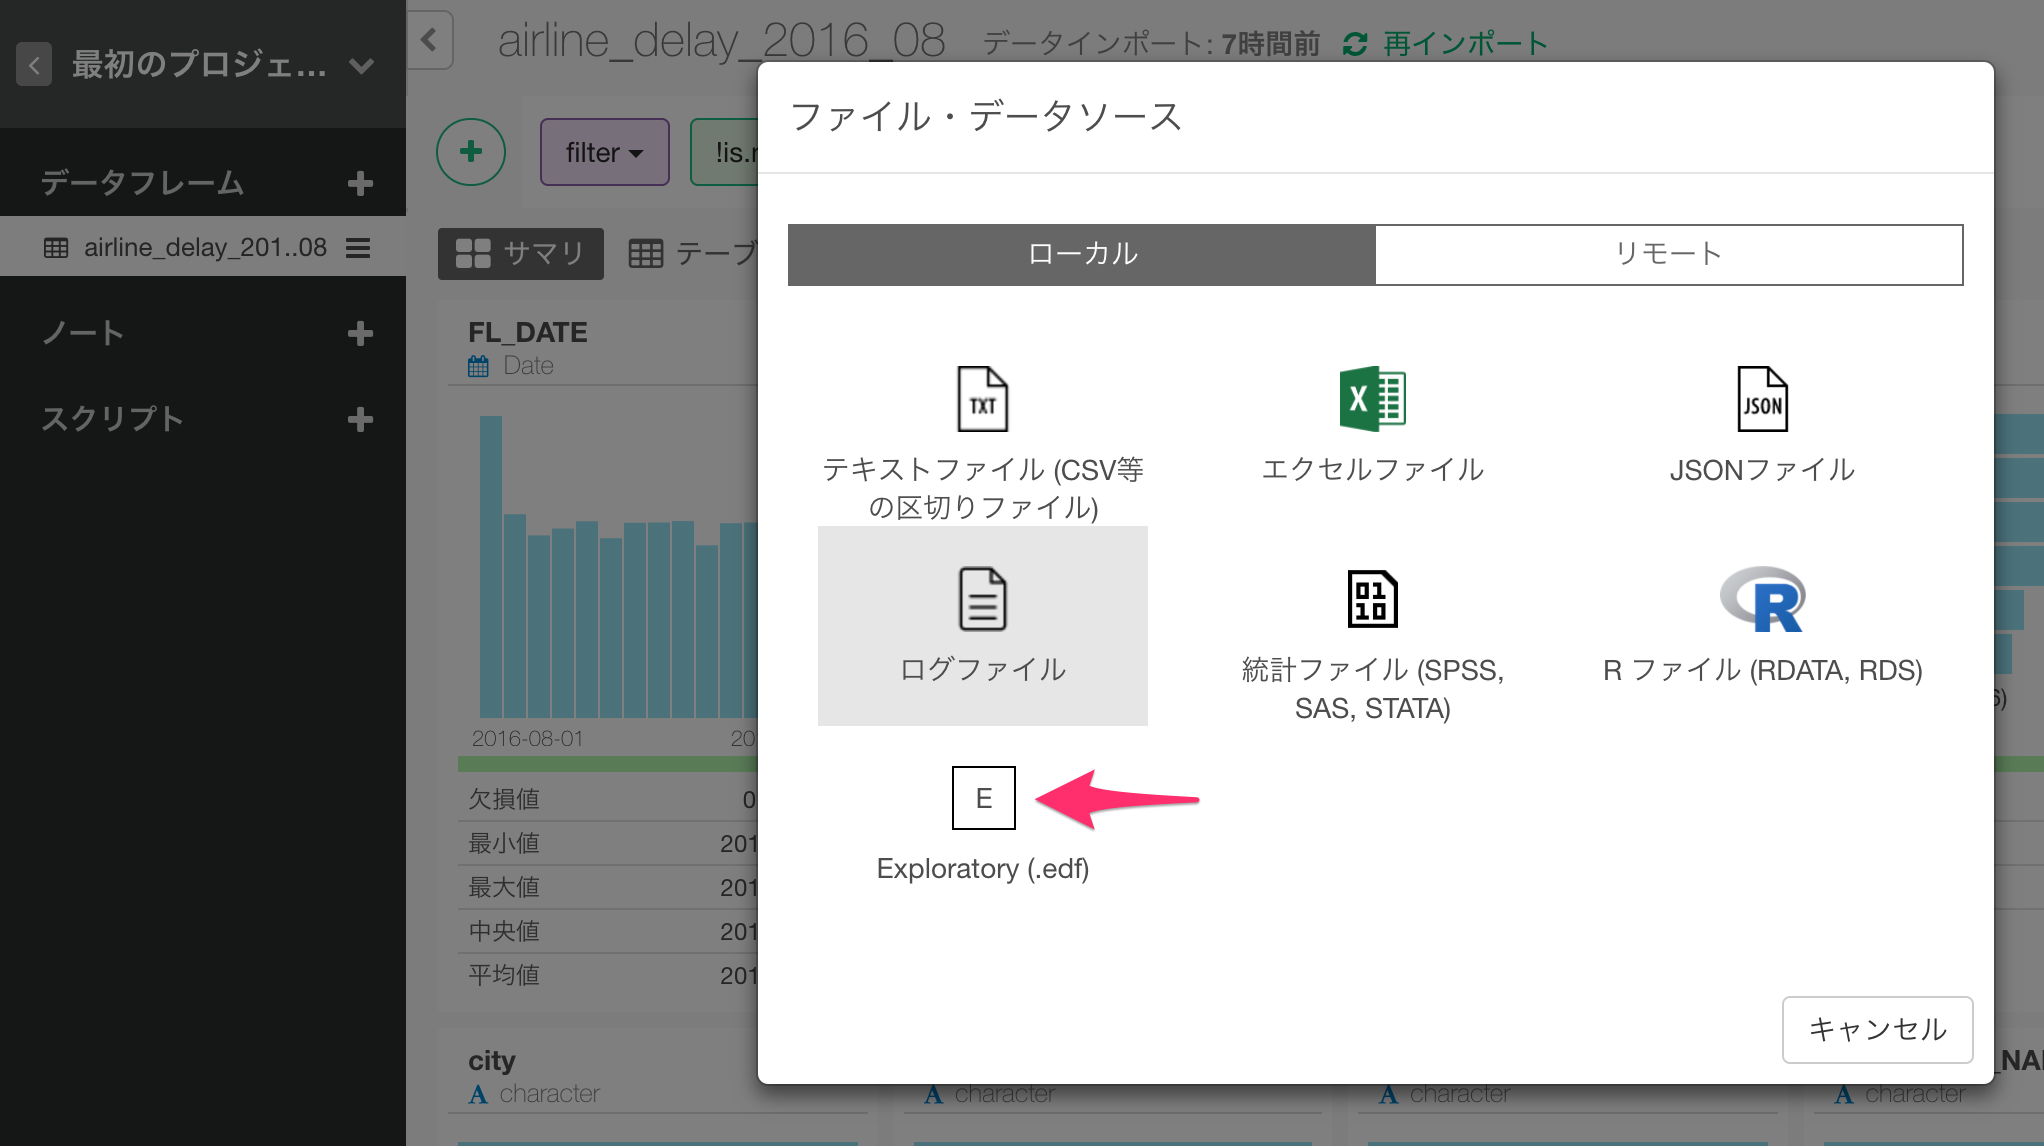 最初のプロジェ...
データフレーム
airline_delay_201..08
ノート
スクリプト
airline_delay_2016_08
データインポート: 7時間前
再インポート
filter
!is.
サマリ
テーブ
FL_DATE
Date
2016-08-01
20
欠損値 0
最小値 201
最大値 201
中央値 201
平均値 201
city
character
character
character
_NA
character
6)
ファイル・データソース
ローカル
リモート
TXT
テキストファイル (CSV等
の区切りファイル)
X
エクセルファイル
JSON
JSONファイル
ログファイル
01
10
統計ファイル (SPSS,
SAS, STATA)
R
R ファイル (RDATA, RDS)
E
Exploratory (.edf)
キャンセル